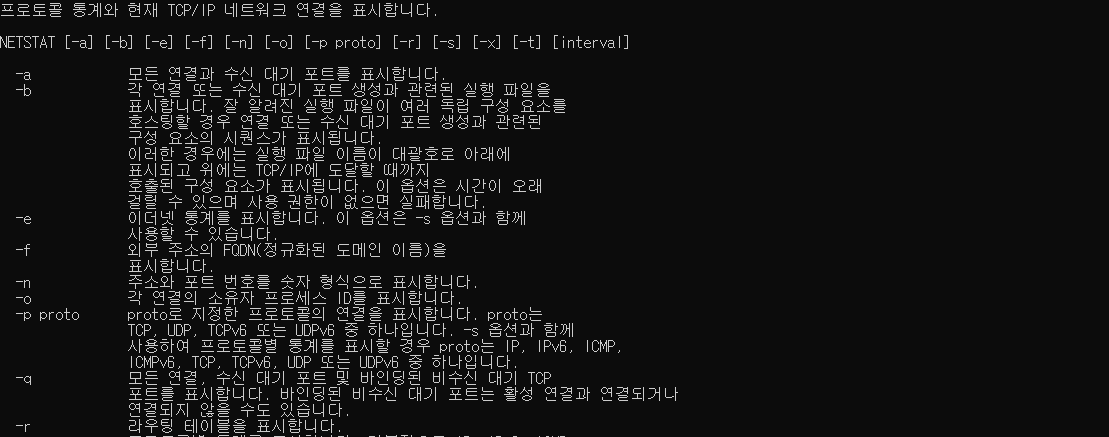 프로토콜 통계와 현재 TCP/IP 네트워크 연결을 표시합니다.
NETSTAT [-a] [-b] [-e] [-f] [-n] [-o] [-p proto] [-r] [-s] [-x] [-t] [interval]
-a 모든 연결과 수신 대기 포트를 표시합니다.
-b 각 연결 또는 수신 대기 포트 생성과 관련된 실행 파일을
표시합니다. 잘 알려진 실행 파일이 여러 독립 구성 요소를
호스팅할 경우 연결 또는 수신 대기 포트 생성과 관련된
구성 요소의 시퀀스가 표시됩니다.
이러한 경우에는 실행 파일 이름이 대괄호로 아래에
표시되고 위에는 TCP/IP에 도달할 때까지
호출된 구성 요소가 표시됩니다. 이 옵션은 시간이 오래
걸릴 수 있으며 사용 권한이 없으면 실패합니다.
-e 이더넷 통계를 표시합니다. 이 옵션은 -s 옵션과 함께
사용할 수 있습니다.
-f 외부 주소의 FQDN(정규화된 도메인 이름)을
표시합니다.
-n 주소와 포트 번호를 숫자 형식으로 표시합니다.
-o 각 연결의 소유자 프로세스 ID를 표시합니다.
-p proto proto로 지정한 프로토콜의 연결을 표시합니다. proto는
TCP, UDP, TCPv6 또는 UDPv6 중 하나입니다. -s 옵션과 함께
사용하여 프로토콜별 통계를 표시할 경우 proto는 IP, IPv6, ICMP,
ICMPv6, TCP, TCPv6, UDP 또는 UDPv6 중 하나입니다.
-q 모든 연결, 수신 대기 포트 및 바인딩된 비수신 대기 TCP
포트를 표시합니다. 바인딩된 비수신 대기 포트는 활성 연결과 연결되거나
연결되지 않을 수도 있습니다.
-r 라우팅 테이블을 표시합니다.